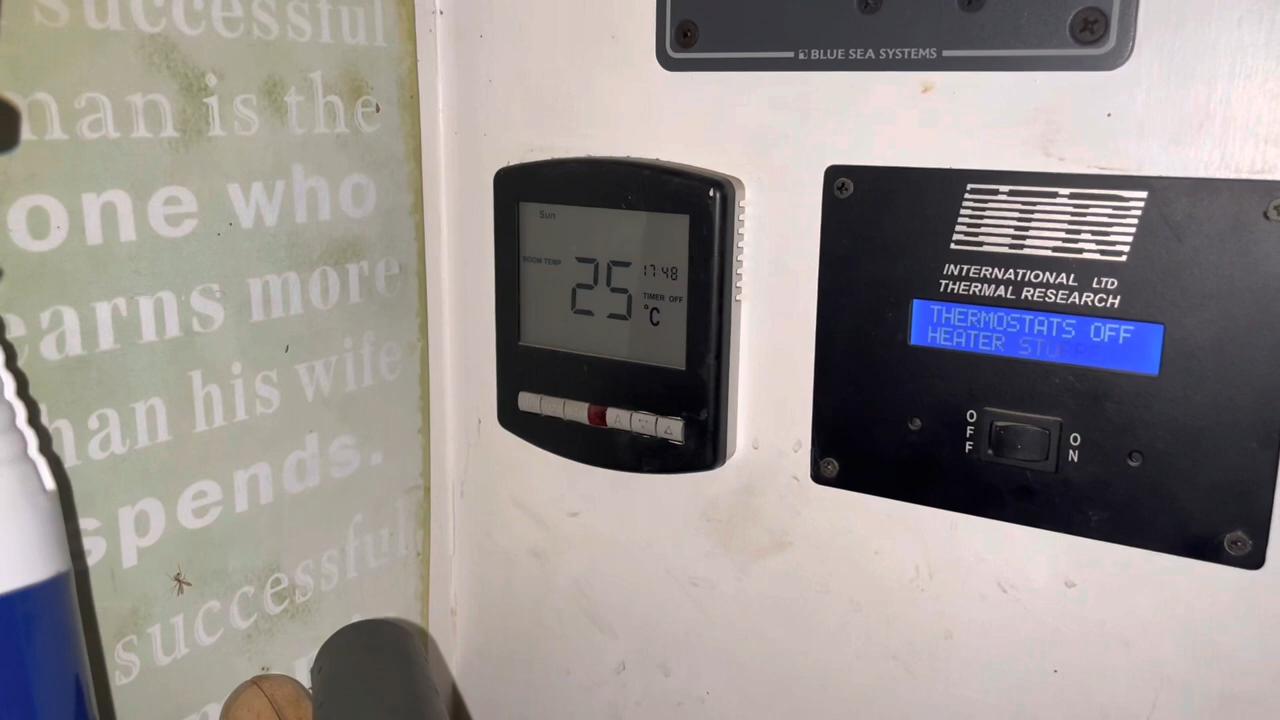 successful
man is the
one who
earns more
than his wife
spends.
successful
BLUE SEA SYSTEMS
Sun
ROOM TEMP
25
17:48
TIMER OFF
°C
INTERNATIONAL LTD
THERMAL RESEARCH
THERMOSTATS OFF
HEATER
OFF
ON